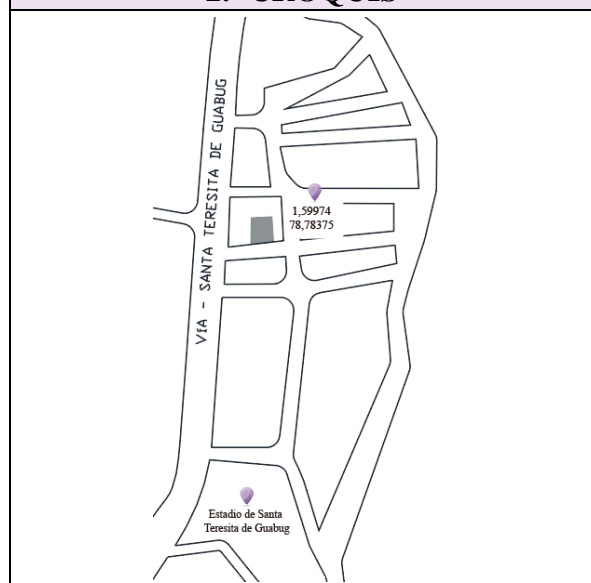 2. CROQUIS
VíA - SANTA TERESITA DE GUABUG
1,59974
78,78375
Estadio de Santa
Teresita de Guabug